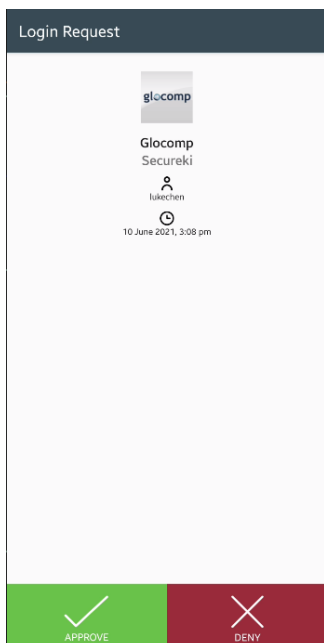 Login Request
glocomp
Glocomp
Secureki
lukechen
10 June 2021, 3:08 pm
APPROVE
DENY